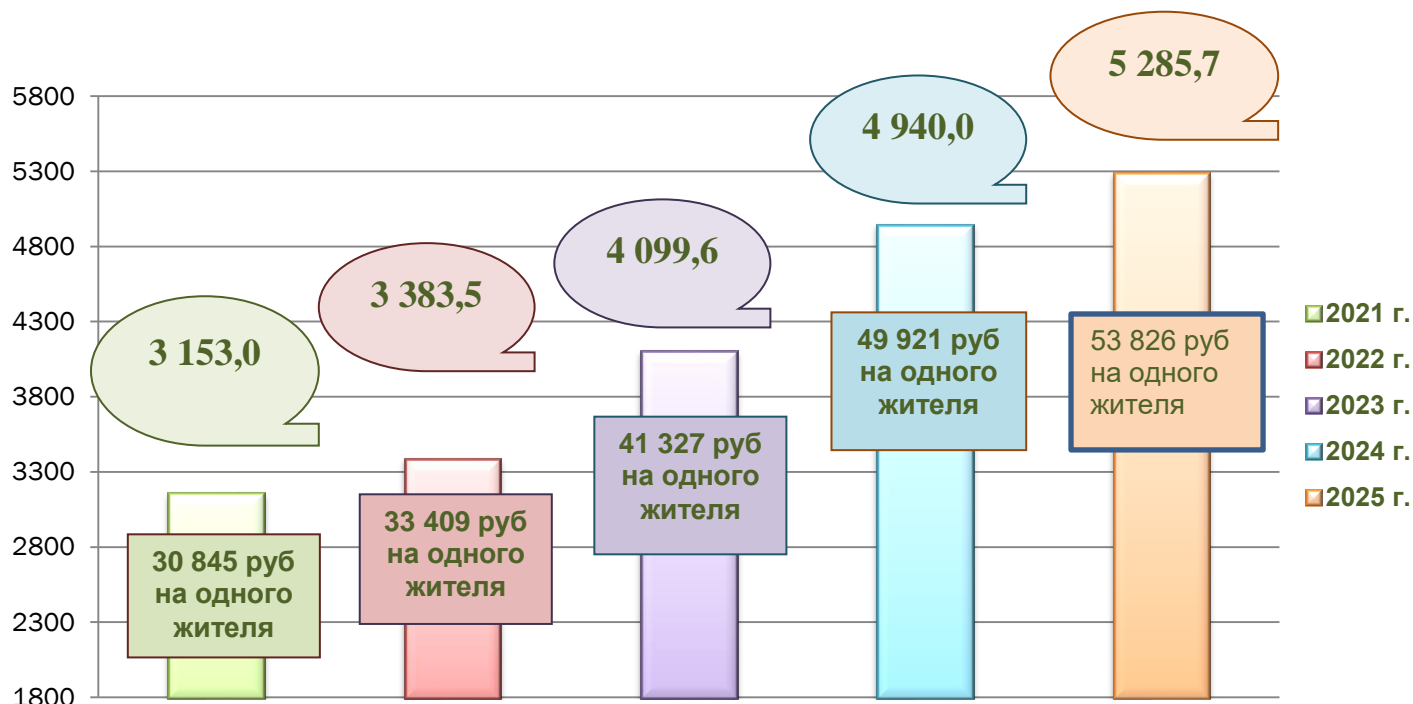 5 285,7
4 940,0
4 099,6
3 383,5
3 153,0
5800
5300
4800
4300
3800
3300
2800
2300
1800
30 845 руб
на одного
жителя
33 409 руб
на одного
жителя
41 327 руб
на одного
жителя
49 921 руб
на одного
жителя
53 826 руб
на одного
жителя
2021 г.
2022 г.
2023 г.
2024 г.
2025 г.